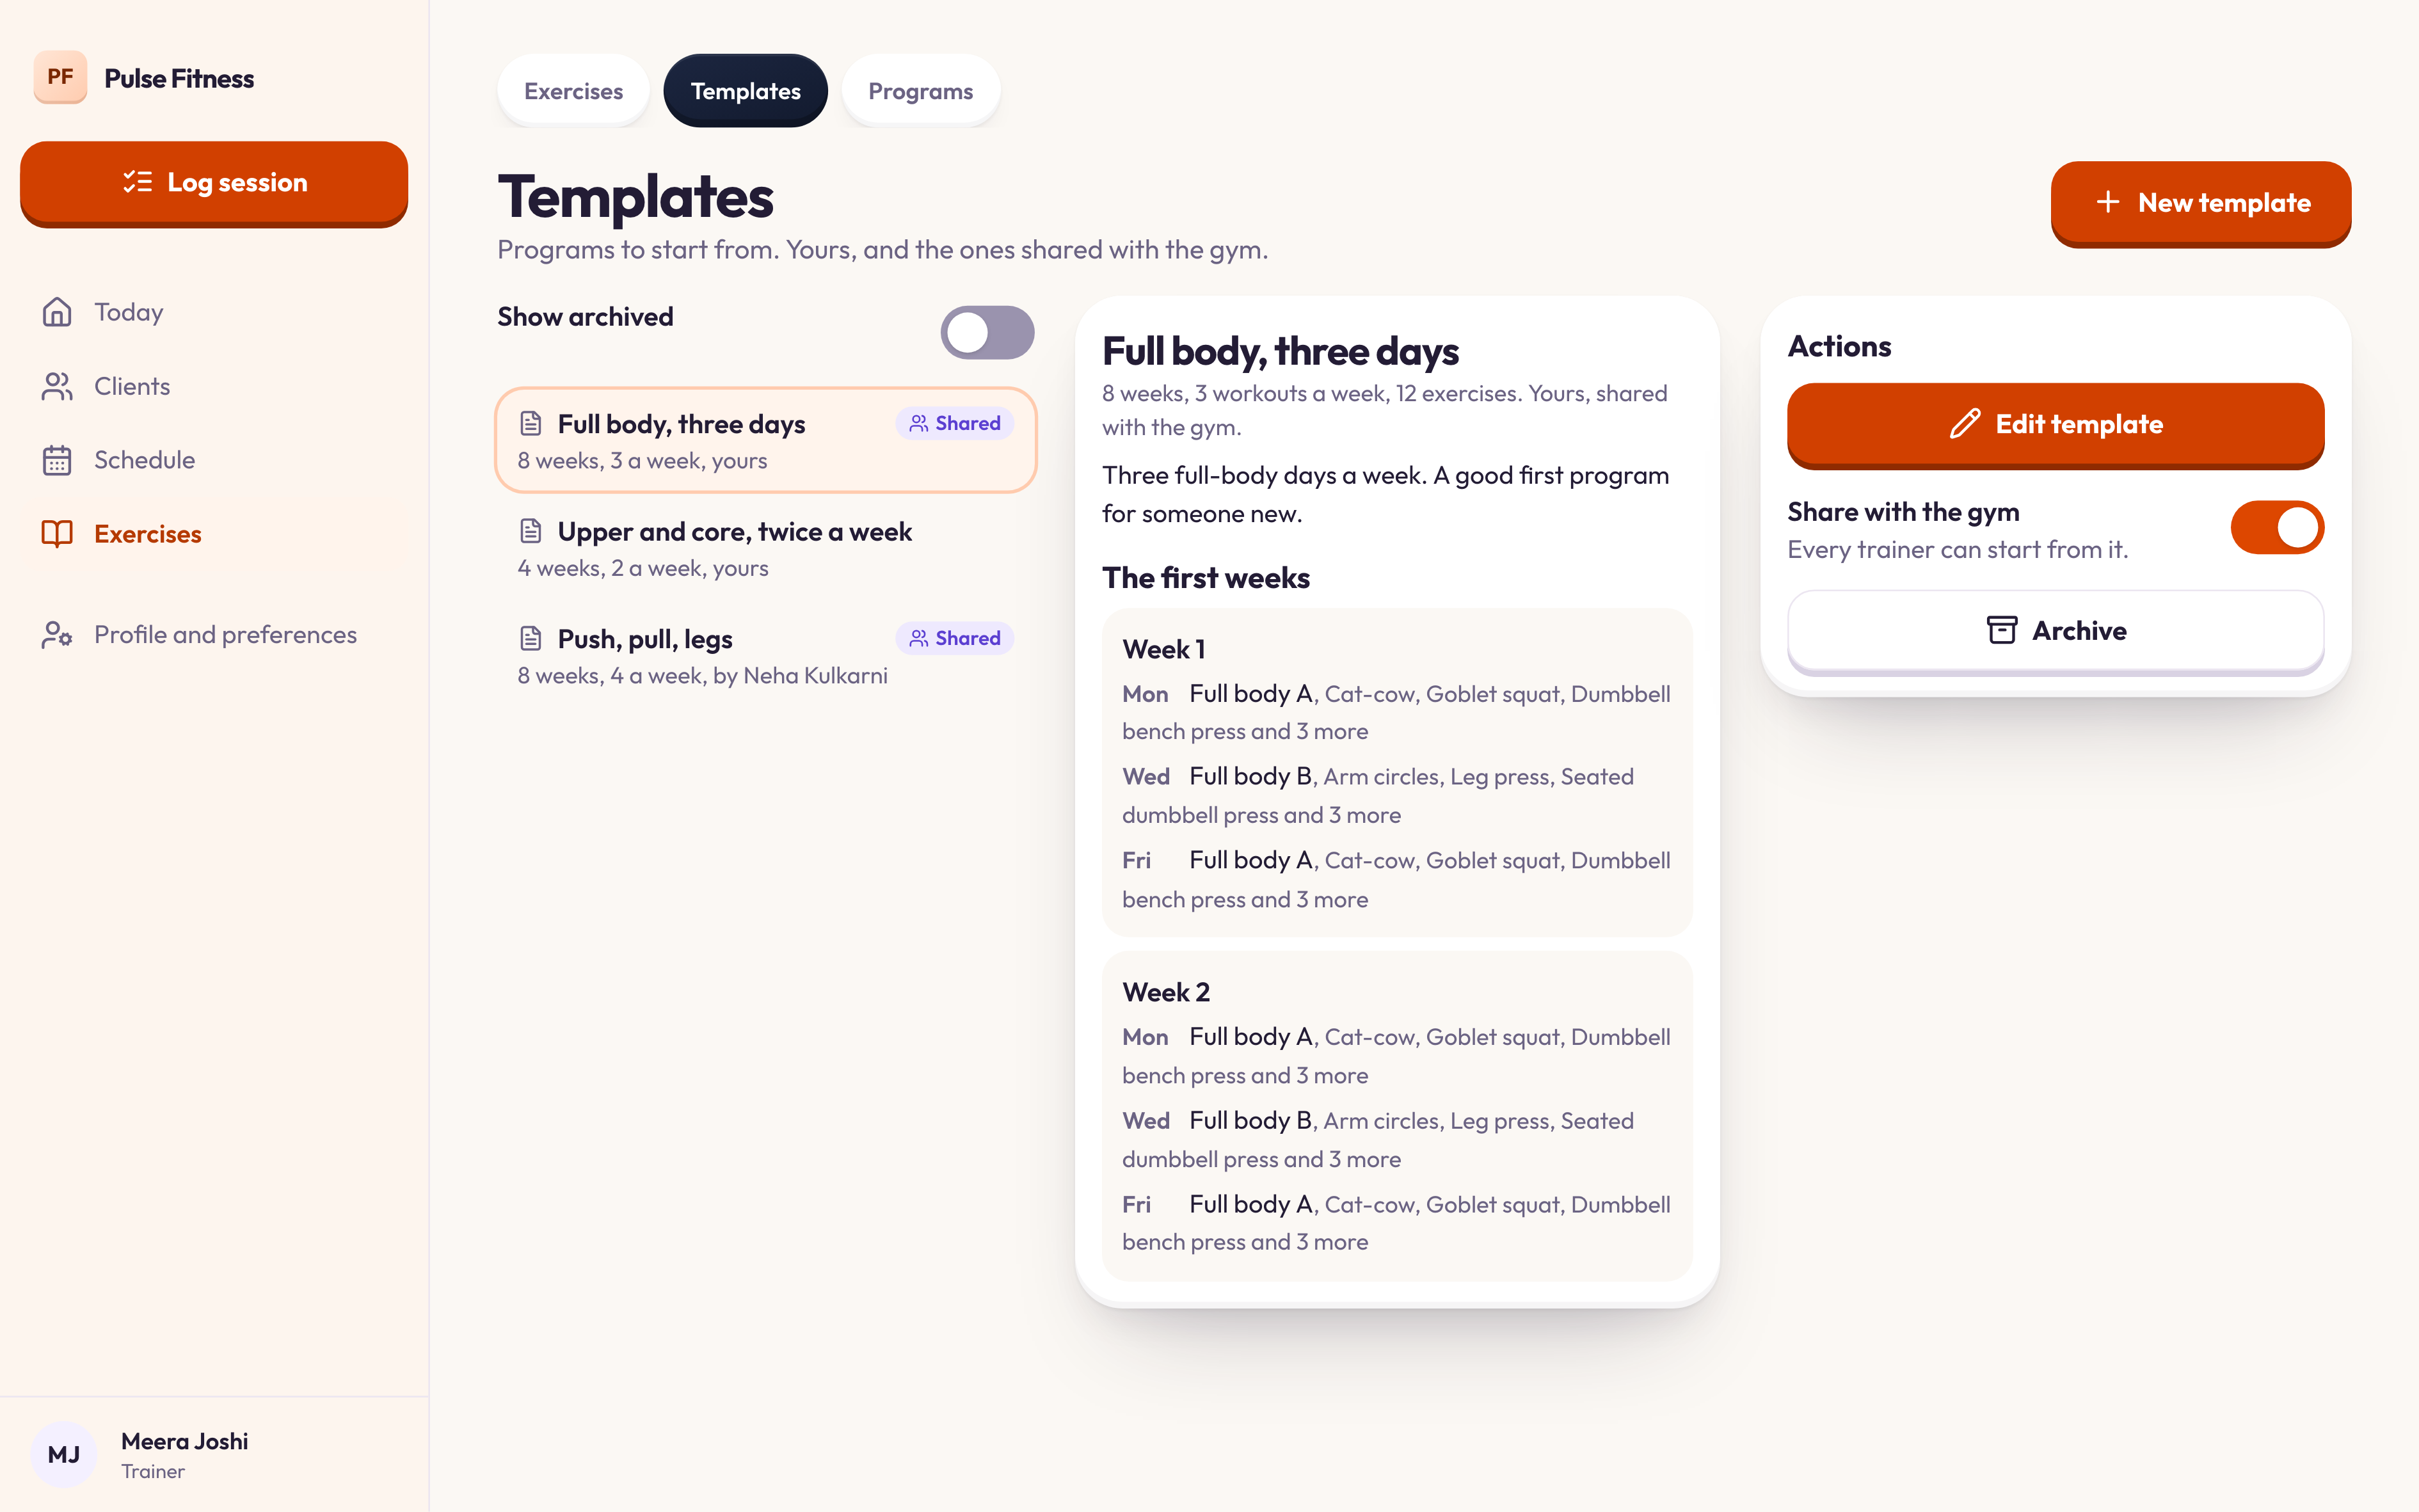 PF
Pulse Fitness
Log session
Today
Clients
Schedule
Exercises
Profile and preferences
MJ
Meera Joshi
Trainer
Exercises
Templates
Programs
Templates
Programs to start from. Yours, and the ones shared with the gym.
New template
Show archived
Full body, three days
Shared
8 weeks, 3 a week, yours
Upper and core, twice a week
4 weeks, 2 a week, yours
Push, pull, legs
Shared
8 weeks, 4 a week, by Neha Kulkarni
Full body, three days
8 weeks, 3 workouts a week, 12 exercises. Yours, shared
with the gym.
Three full-body days a week. A good first program
for someone new.
The first weeks
Week 1
Mon Full body A, Cat-cow, Goblet squat, Dumbbell
bench press and 3 more
Wed Full body B, Arm circles, Leg press, Seated
dumbbell press and 3 more
Fri Full body A, Cat-cow, Goblet squat, Dumbbell
bench press and 3 more
Week 2
Mon Full body A, Cat-cow, Goblet squat, Dumbbell
bench press and 3 more
Wed Full body B, Arm circles, Leg press, Seated
dumbbell press and 3 more
Fri Full body A, Cat-cow, Goblet squat, Dumbbell
bench press and 3 more
Actions
Edit template
Share with the gym
Every trainer can start from it.
Archive